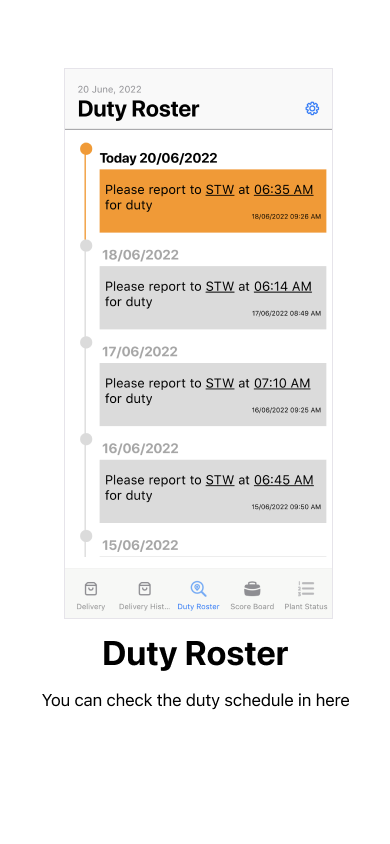 20 June, 2022
Duty Roster
Today 20/06/2022
Please report to STW at 06:35 AM
for duty
18/06/2022 09:26 AM
18/06/2022
Please report to STW at 06:14 AM
for duty
17/06/2022 08:49 AM
17/06/2022
Please report to STW at 07:10 AM
for duty
16/06/2022 09:25 AM
16/06/2022
Please report to STW at 06:45 AM
for duty
15/06/2022 09:50 AM
15/06/2022
Delivery Delivery Hist... Duty Roster Score Board Plant Status
Duty Roster
You can check the duty schedule in here